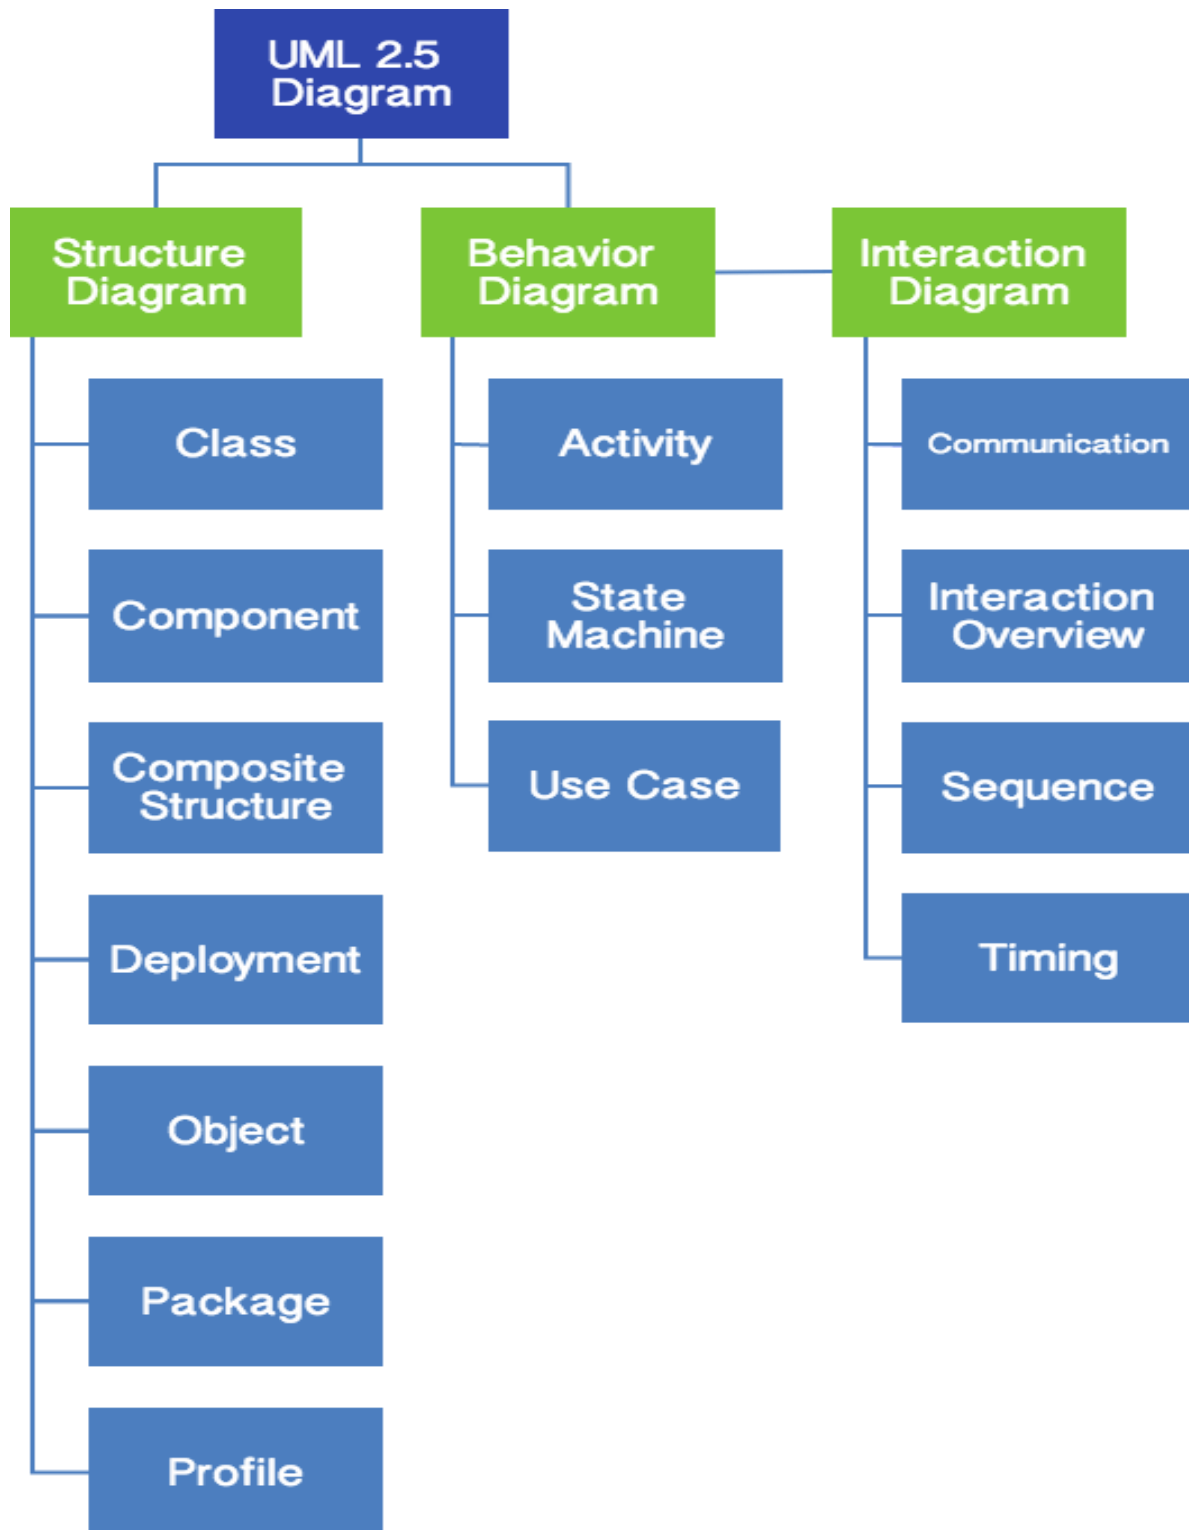 UML 2.5
Diagram
Structure
Diagram
Behavior
Diagram
Interaction
Diagram
Class
Component
Composite
Structure
Deployment
Object
Package
Profile
Activity
State
Machine
Use Case
Communication
Interaction
Overview
Sequence
Timing